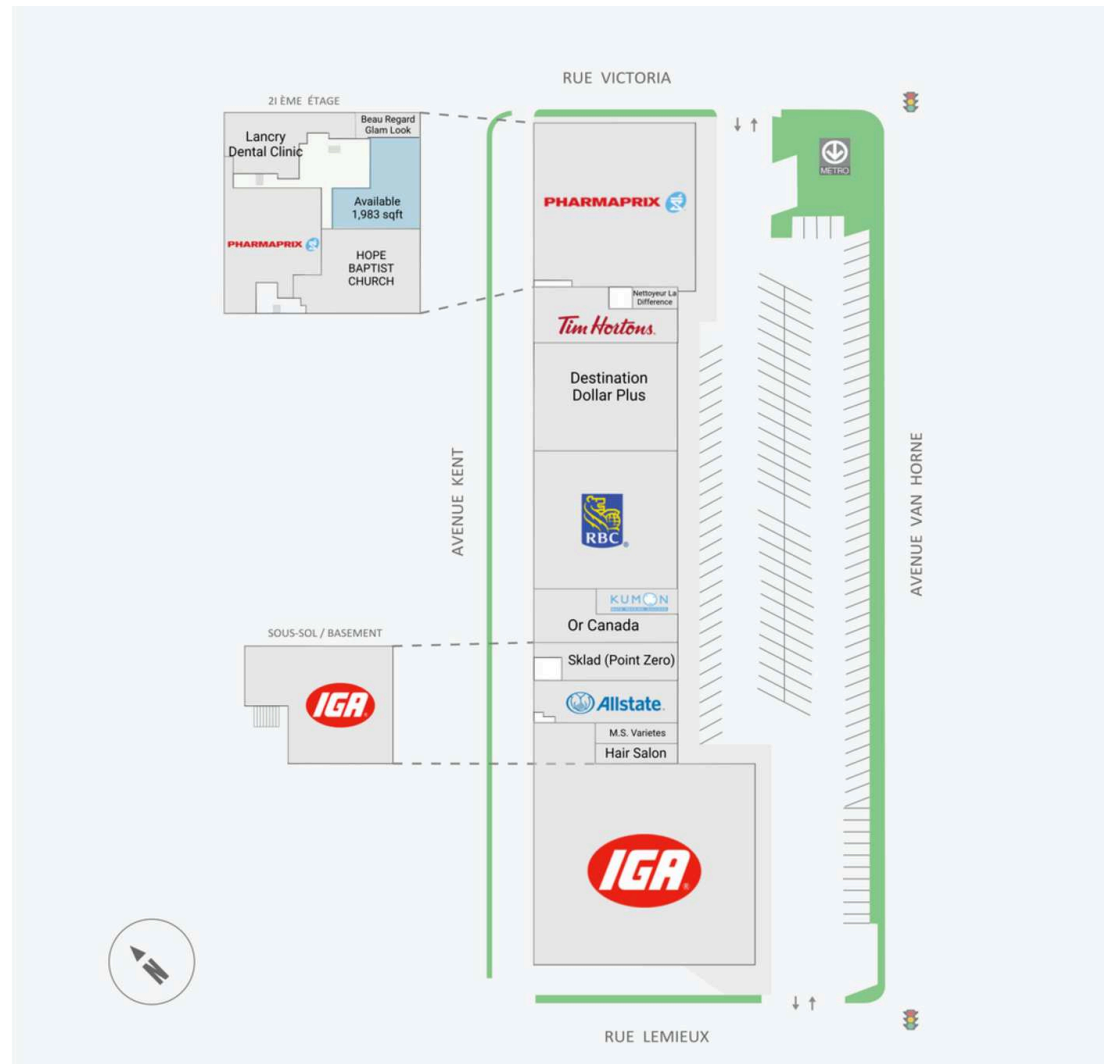 RUE VICTORIA
2I ÈME ÉTAGE
Beau Regard
Glam Look
Lancry
Dental Clinic
Available
1,983 sqft
PHARMAPRIX
HOPE
BAPTIST
CHURCH
METRO
PHARMAPRIX
Nettoyeur La
Difference
Tim Hortons.
Destination
Dollar Plus
AVENUE KENT
AVENUE VAN HORNE
RBC
KUMON
Or Canada
SOUS-SOL / BASEMENT
IGA
Sklad (Point Zero)
Allstate.
M.S. Varietes
Hair Salon
IGA
N
RUE LEMIEUX